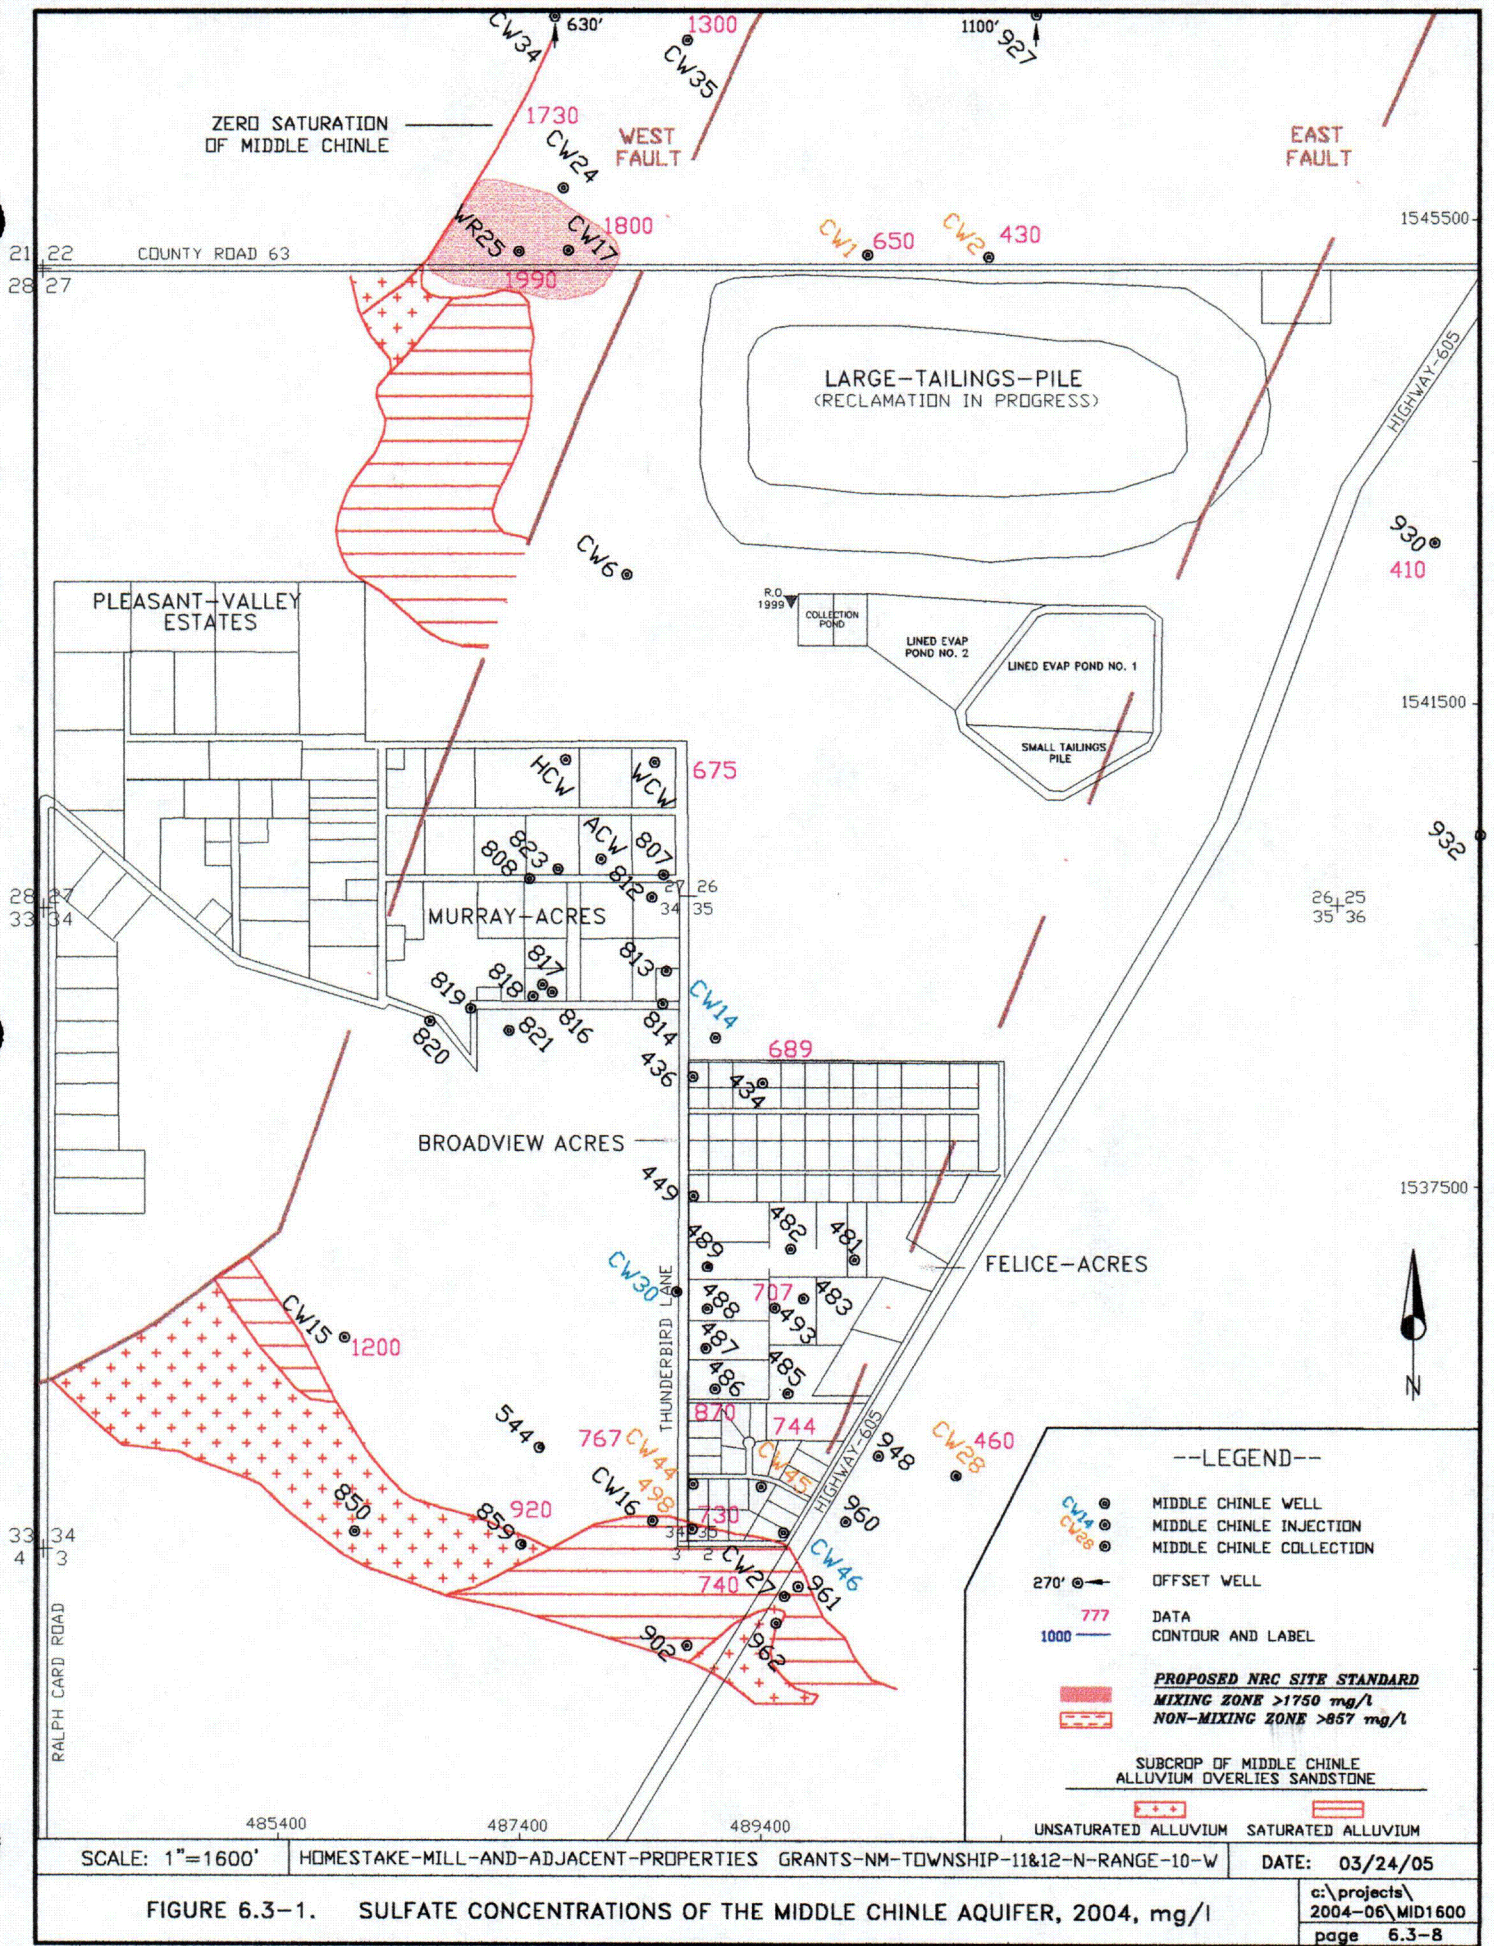 CW34
630'
1300
CW35
1100'
927
ZERO SATURATION
OF MIDDLE CHINLE
1730
WEST
FAULT
EAST
FAULT
CW24
WR25
CW17
1800
CW1
650
CW2
430
1545500
21 22
28 27
COUNTY ROAD 63
1990
LARGE-TAILINGS-PILE
(RECLAMATION IN PROGRESS)
HIGHWAY-605
CW6
930
410
PLEASANT-VALLEY
ESTATES
R.O.
1999
COLLECTION
POND
LINED EVAP
POND NO. 2
LINED EVAP POND NO. 1
1541500
SMALL TAILINGS
PILE
HCW
WCW
675
932
808
823
ACW
812
807
28 27
33 34
27 26
34 35
26 25
35 36
MURRAY-ACRES
813
817
818
819
820
821
816
814
CW14
689
436
434
BROADVIEW ACRES
449
1537500
489
482
481
CW30
FELICE-ACRES
THUNDERBIRD LANE
707
488
493
483
CW15
1200
487
486
485
N
870
744
544
767
CW44
CW45
HIGHWAY-605
948
CW28
460
CW16
498
850
859
920
730
960
33 34
4 3
34 35
3 2
CW27
CW46
740
961
902
962
RALPH CARD ROAD
--LEGEND--
CW14
MIDDLE CHINLE WELL
CW28
MIDDLE CHINLE INJECTION
MIDDLE CHINLE COLLECTION
270'
OFFSET WELL
777
DATA
1000
CONTOUR AND LABEL
PROPOSED NRC SITE STANDARD
MIXING ZONE >1750 mg/l
NON-MIXING ZONE >857 mg/l
SUBCROP OF MIDDLE CHINLE
ALLUVIUM OVERLIES SANDSTONE
UNSATURATED ALLUVIUM
SATURATED ALLUVIUM
485400
487400
489400
SCALE: 1"=1600'
HOMESTAKE-MILL-AND-ADJACENT-PROPERTIES GRANTS-NM-TOWNSHIP-11&12-N-RANGE-10-W
DATE: 03/24/05
FIGURE 6.3-1. SULFATE CONCENTRATIONS OF THE MIDDLE CHINLE AQUIFER, 2004, mg/l
c:\projects\
2004-06\MID1600
page 6.3-8